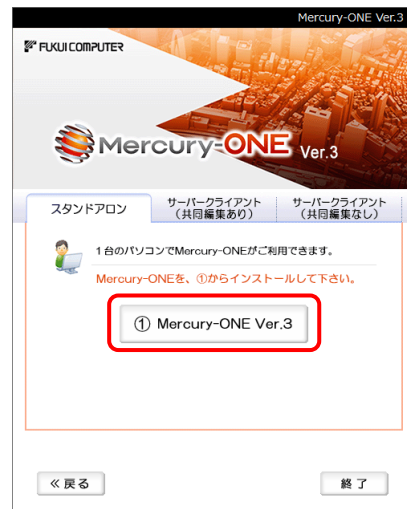 Mercury-ONE Ver.3
FUKUI COMPUTER
Mercury-ONE Ver.3
スタンドアロン
サーバークライアント
（共同編集あり）
サーバークライアント
（共同編集なし）
1台のパソコンでMercury-ONEがご利用できます。
Mercury-ONEを、①からインストールして下さい。
① Mercury-ONE Ver.3
≪戻る
終了